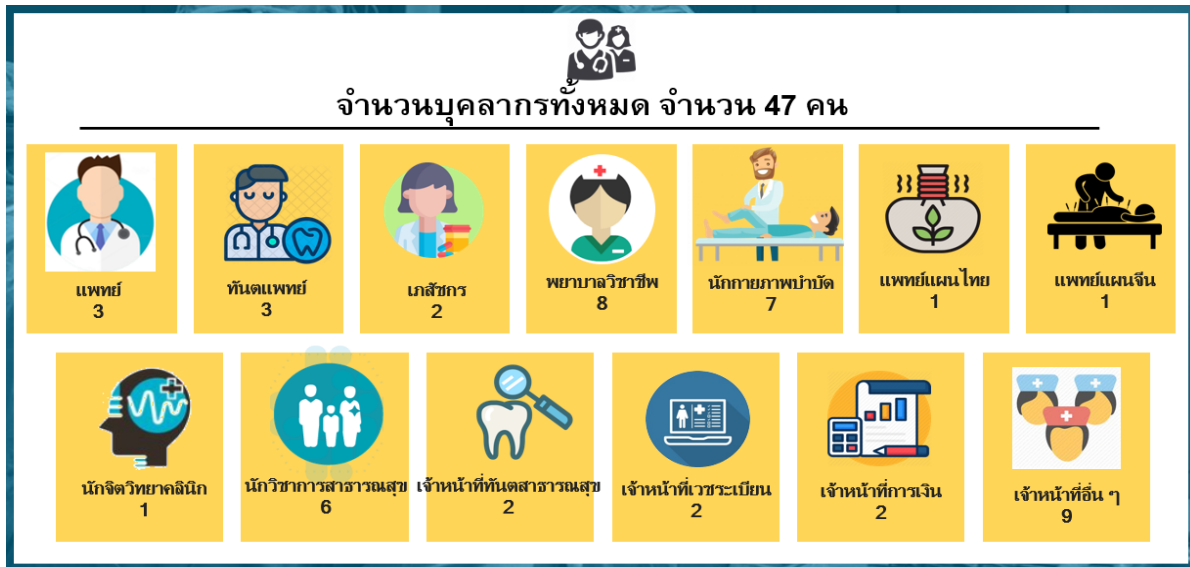 จำนวนบุคลากรทั้งหมด จำนวน 47 คน
แพทย์
3
ทันตแพทย์
3
เภสัชกร
2
พยาบาลวิชาชีพ
8
นักกายภาพบำบัด
7
แพทย์แผนไทย
1
แพทย์แผนจีน
1
นักจิตวิทยาคลินิก
1
นักวิชาการสาธารณสุข
6
เจ้าหน้าที่ทันตสาธารณสุข
2
เจ้าหน้าที่เวชระเบียน
2
เจ้าหน้าที่การเงิน
2
เจ้าหน้าที่อื่น ๆ
9